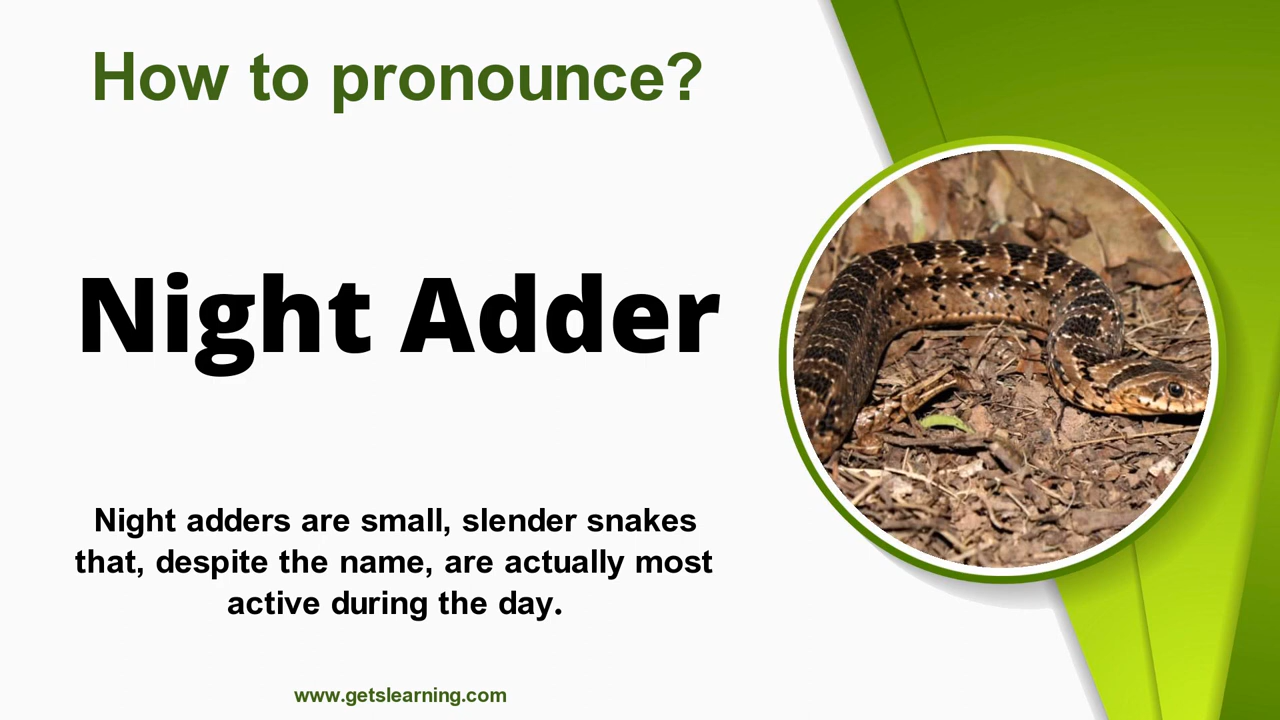 How to pronounce?
Night Adder
Night adders are small, slender snakes
that, despite the name, are actually most
active during the day.
www.getslearning.com